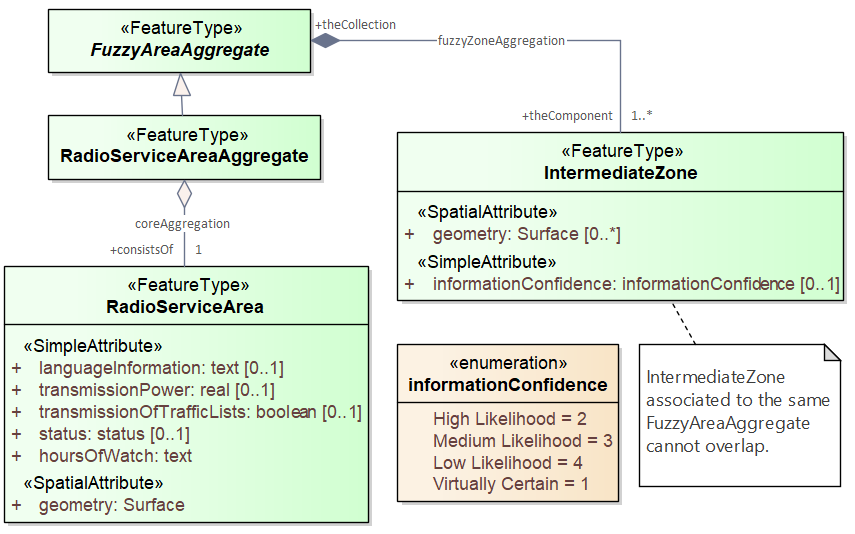 «FeatureType»
FuzzyAreaAggregate
+theCollection
fuzzyZoneAggregation
+theComponent 1..*
«FeatureType»
RadioServiceAreaAggregate
coreAggregation
+consistsOf 1
«FeatureType»
IntermediateZone
«SpatialAttribute»
+ geometry: Surface [0..*]
«SimpleAttribute»
+ informationConfidence: informationConfidence [0..1]
«FeatureType»
RadioServiceArea
«SimpleAttribute»
+ languageInformation: text [0..1]
+ transmissionPower: real [0..1]
+ transmissionOfTrafficLists: boolean [0..1]
+ status: status [0..1]
+ hoursOfWatch: text
«SpatialAttribute»
+ geometry: Surface
«enumeration»
informationConfidence
High Likelihood = 2
Medium Likelihood = 3
Low Likelihood = 4
Virtually Certain = 1
IntermediateZone
associated to the same
FuzzyAreaAggregate
cannot overlap.